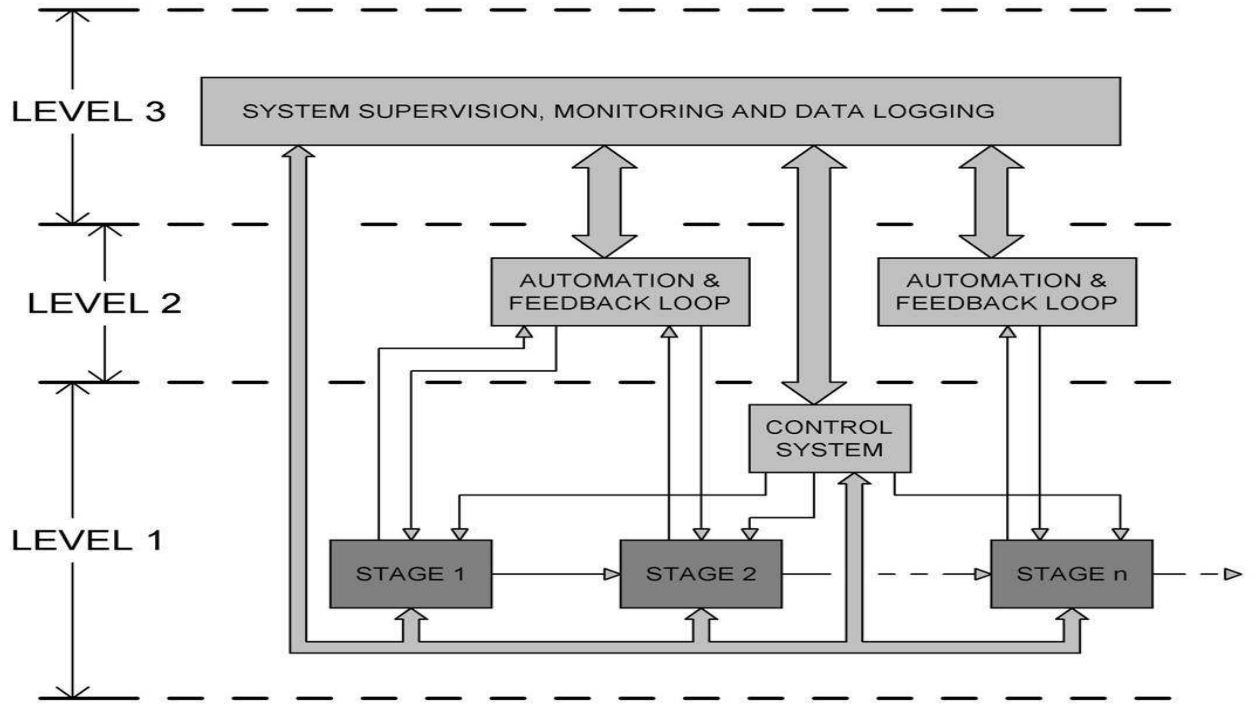 LEVEL 3
SYSTEM SUPERVISION, MONITORING AND DATA LOGGING
LEVEL 2
AUTOMATION &
FEEDBACK LOOP
AUTOMATION &
FEEDBACK LOOP
LEVEL 1
CONTROL
SYSTEM
STAGE 1
STAGE 2
STAGE n